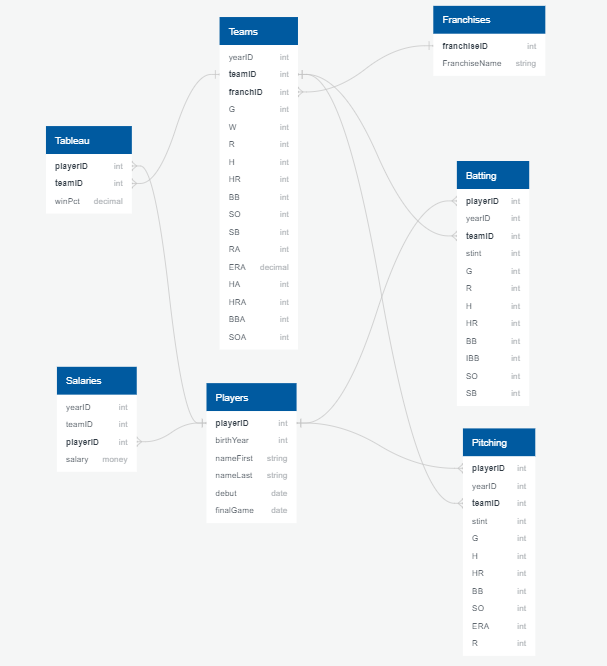 Teams
yearID int
teamID int
franchID int
G int
W int
R int
H int
HR int
BB int
SO int
SB int
RA int
ERA decimal
HA int
HRA int
BBA int
SOA int
Franchises
franchiseID int
FranchiseName string
Tableau
playerID int
teamID int
winPct decimal
Batting
playerID int
yearID int
teamID int
stint int
G int
R int
H int
HR int
BB int
IBB int
SO int
SB int
Salaries
yearID int
teamID int
playerID int
salary money
Players
playerID int
birthYear int
nameFirst string
nameLast string
debut date
finalGame date
Pitching
playerID int
yearID int
teamID int
stint int
G int
H int
HR int
BB int
SO int
ERA int
R int